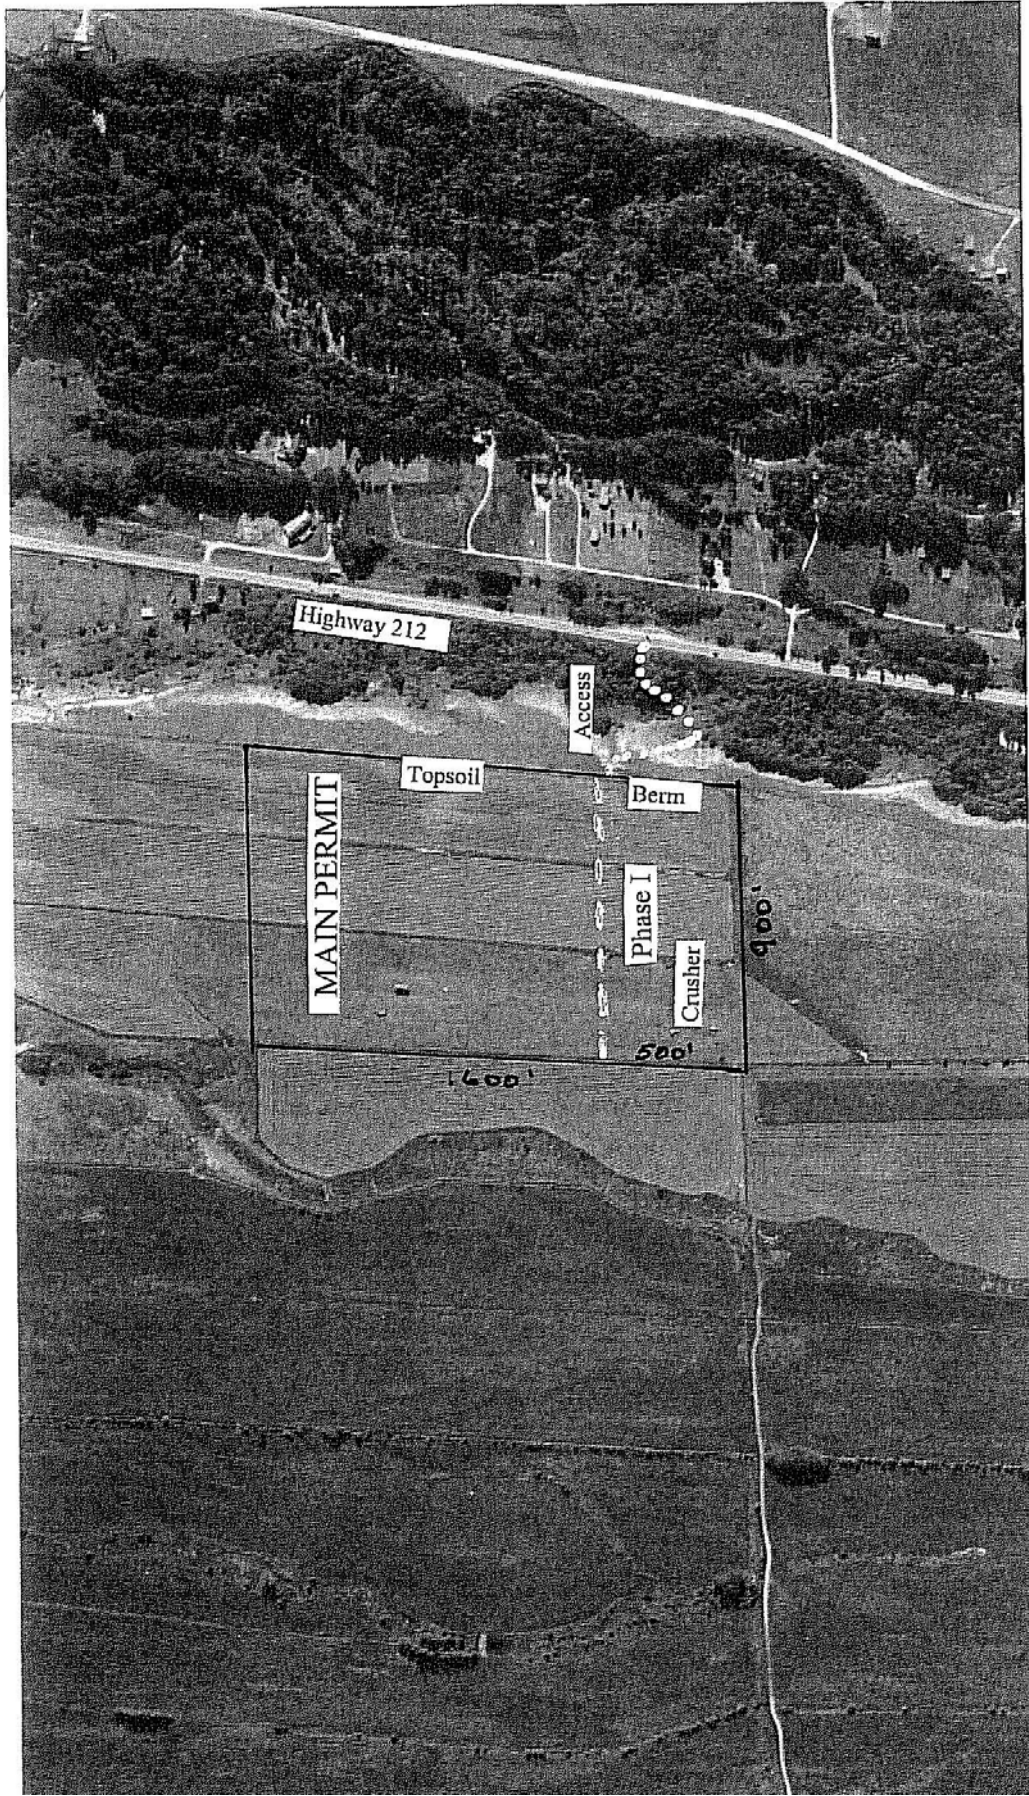 Highway 212
Access
Topsoil
Berm
MAIN PERMIT
Phase I
900'
Crusher
500'
1600'